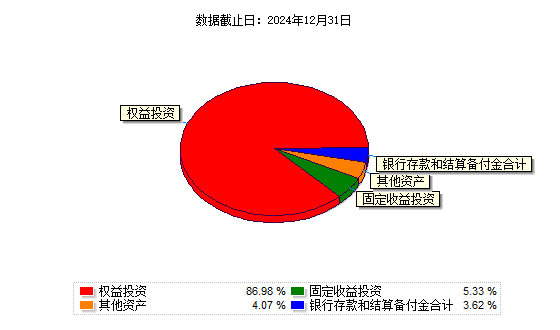 数据截止日：2024年12月31日
权益投资
银行存款和结算备付金合计
其他资产
固定收益投资
权益投资 86.98 % 固定收益投资 5.33 %
其他资产 4.07 % 银行存款和结算备付金合计 3.62 %